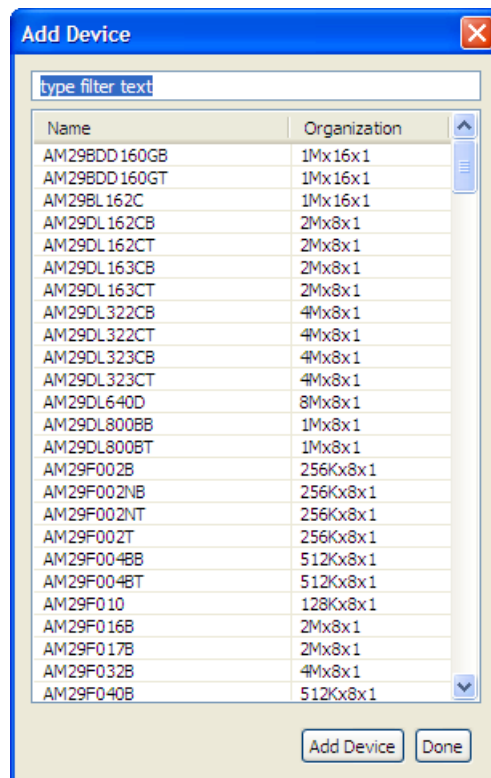 Add Device
type filter text
Name Organization
AM29BDD160GB 1Mx16x1
AM29BDD160GT 1Mx16x1
AM29BL162C 1Mx16x1
AM29DL162CB 2Mx8x1
AM29DL162CT 2Mx8x1
AM29DL163CB 2Mx8x1
AM29DL163CT 2Mx8x1
AM29DL322CB 4Mx8x1
AM29DL322CT 4Mx8x1
AM29DL323CB 4Mx8x1
AM29DL323CT 4Mx8x1
AM29DL640D 8Mx8x1
AM29DL800BB 1Mx8x1
AM29DL800BT 1Mx8x1
AM29F002B 256Kx8x1
AM29F002NB 256Kx8x1
AM29F002NT 256Kx8x1
AM29F002T 256Kx8x1
AM29F004BB 512Kx8x1
AM29F004BT 512Kx8x1
AM29F010 128Kx8x1
AM29F016B 2Mx8x1
AM29F017B 2Mx8x1
AM29F032B 4Mx8x1
AM29F040B 512Kx8x1
Add Device Done